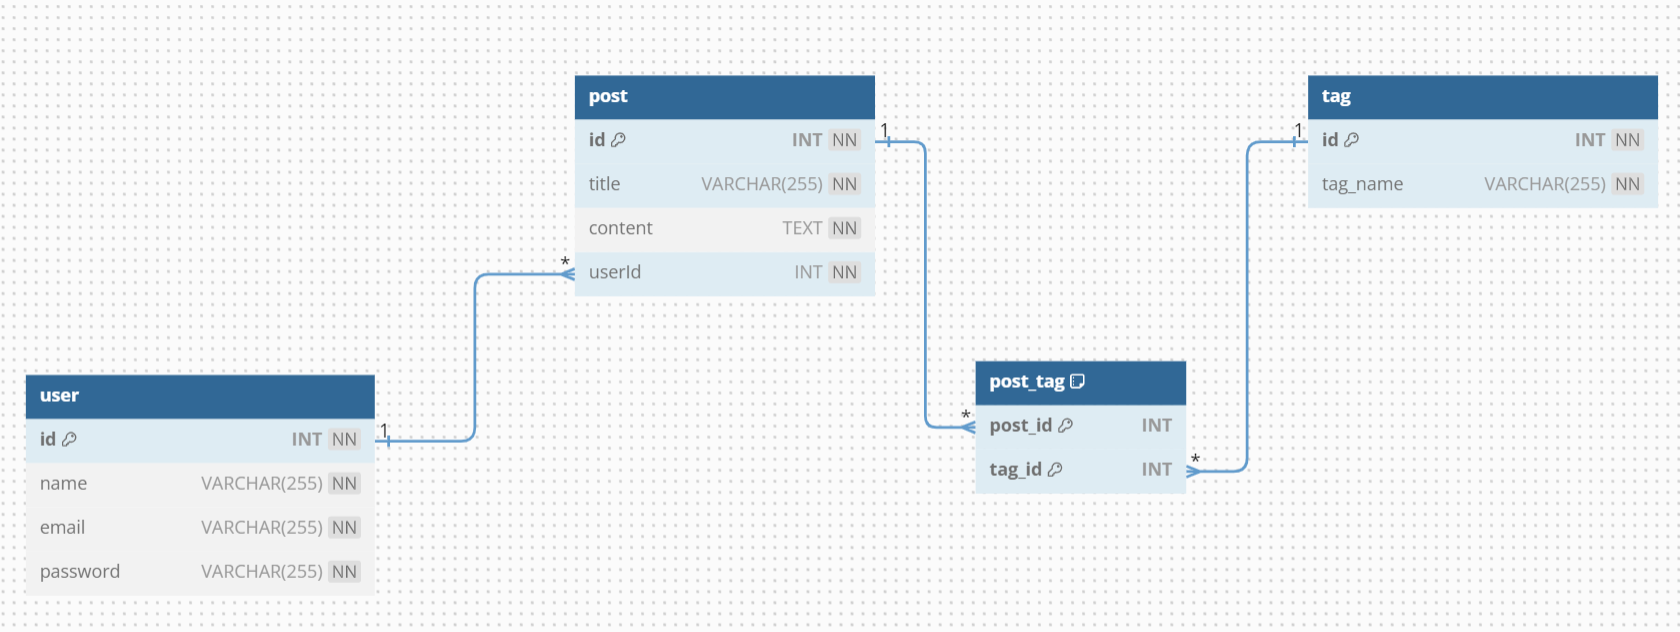 post
id INT NN
title VARCHAR(255) NN
content TEXT NN
userId INT NN
1
*
tag
id INT NN
tag_name VARCHAR(255) NN
1
user
id INT NN
name VARCHAR(255) NN
email VARCHAR(255) NN
password VARCHAR(255) NN
1
post_tag
post_id INT
tag_id INT
*
*